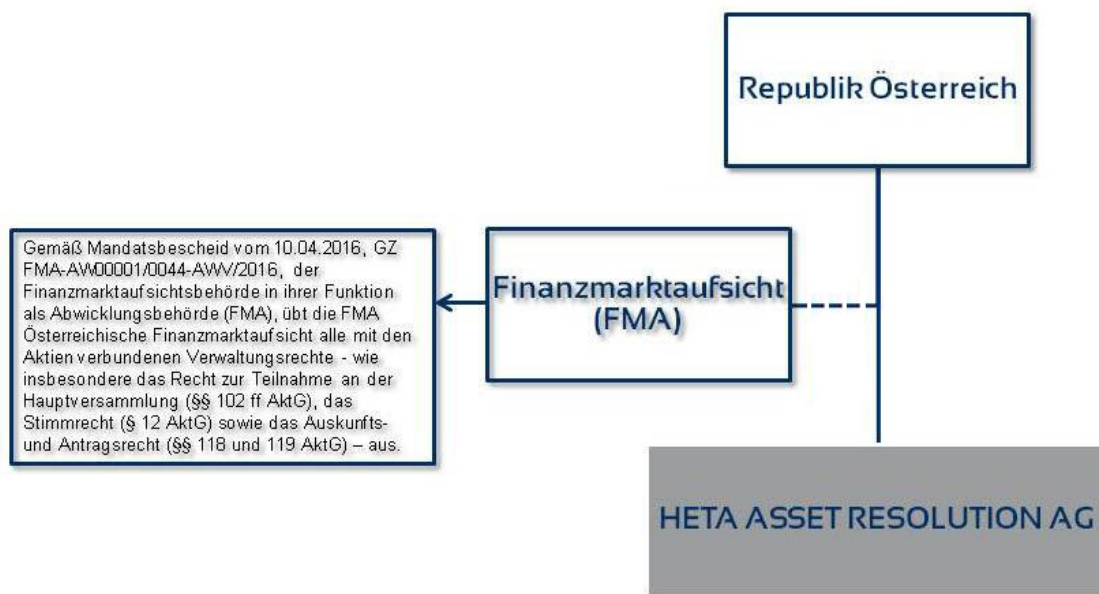 Republik Österreich
Gemäß Mandatsbescheid vom 10.04.2016, GZ
FMA-AW00001/0044-AWV/2016, der
Finanzmarktaufsichtsbehörde in ihrer Funktion
als Abwicklungsbehörde (FMA), übt die FMA
Österreichische Finanzmarktaufsicht alle mit den
Aktien verbundenen Verwaltungsrechte - wie
insbesondere das Recht zur Teilnahme an der
Hauptversammlung (§§ 102 ff AktG), das
Stimmrecht (§ 12 AktG) sowie das Auskunfts-
und Antragsrecht (§§ 118 und 119 AktG) – aus.
Finanzmarktaufsicht
(FMA)
HETA ASSET RESOLUTION AG